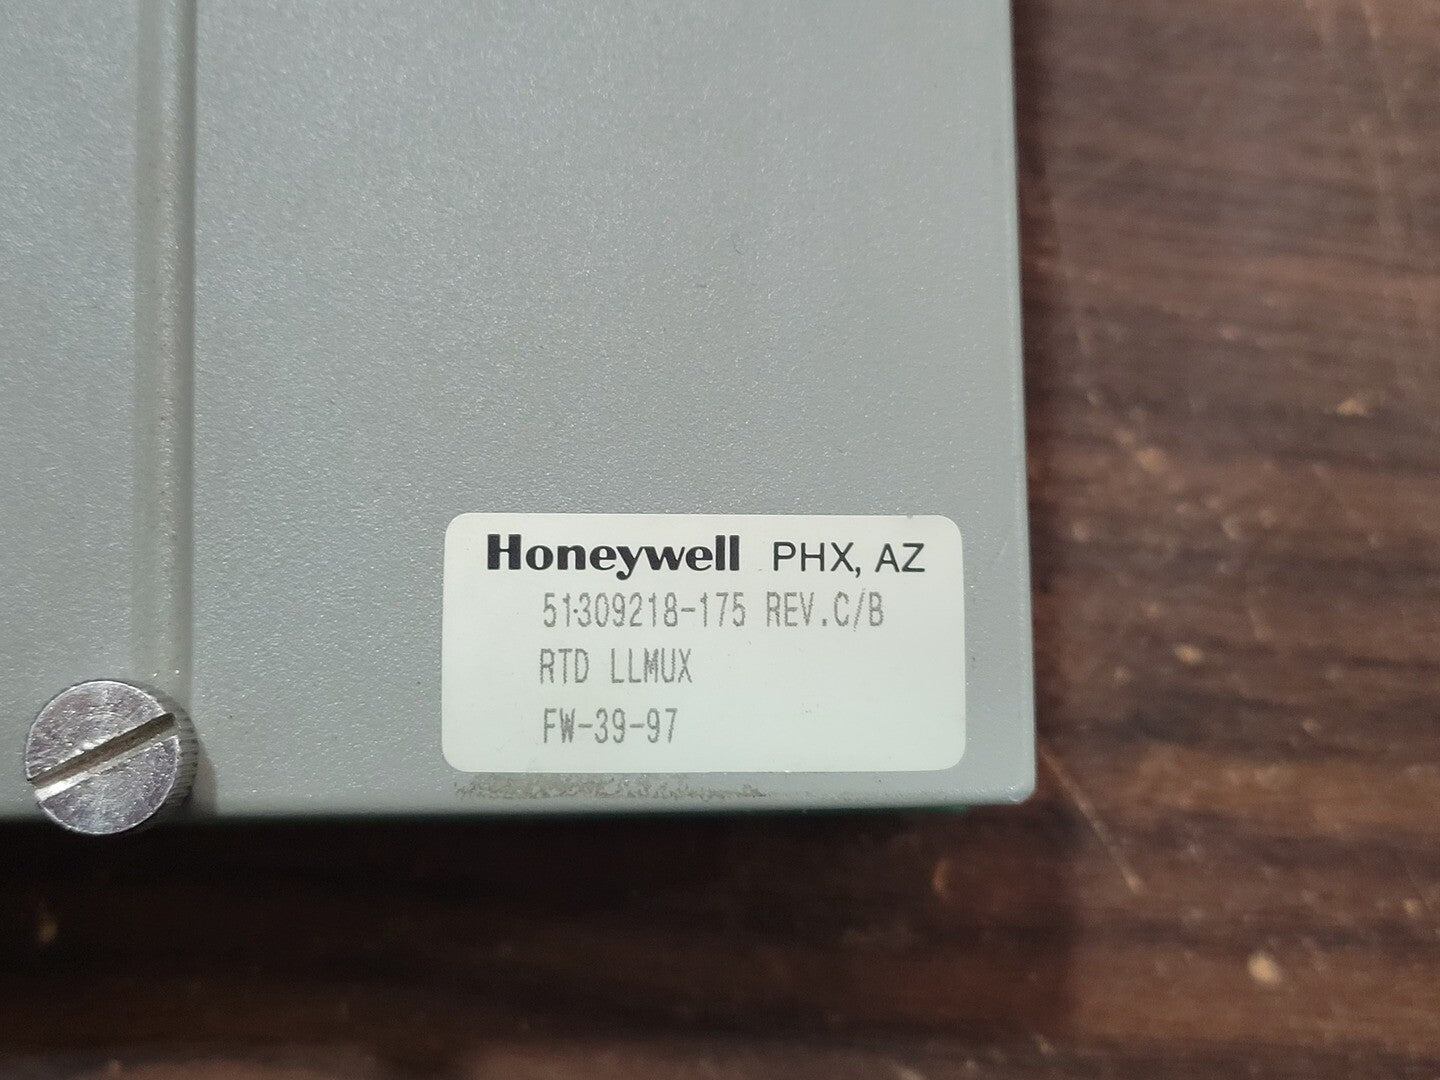 Honeywell PHX, AZ
51309218-175 REV.C/B
RTD LLMUX
FW-39-97